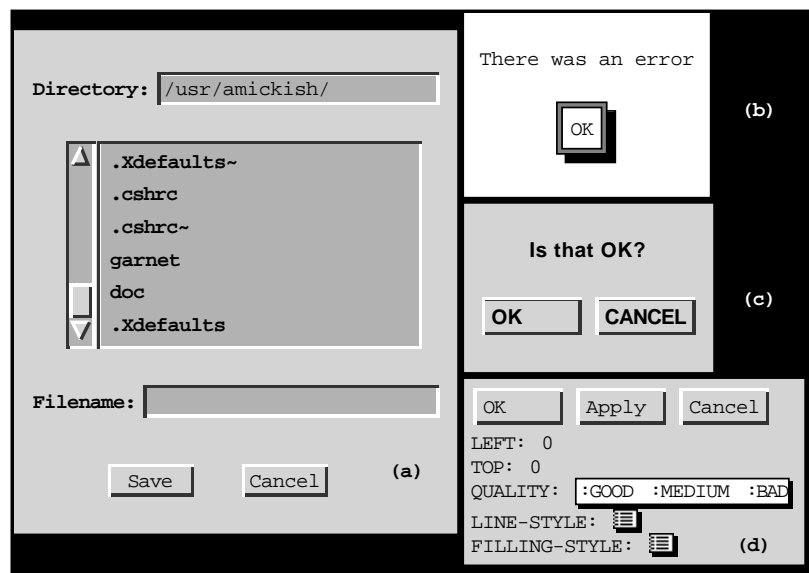 Directory: /usr/amickish/
.Xdefaults~
.cshrc
.cshrc~
garnet
doc
.Xdefaults
Filename:
Save Cancel (a)
There was an error
OK
(b)
Is that OK?
OK CANCEL
(c)
OK Apply Cancel
LEFT: 0
TOP: 0
QUALITY: :GOOD :MEDIUM :BAD
LINE-STYLE:
FILLING-STYLE: (d)